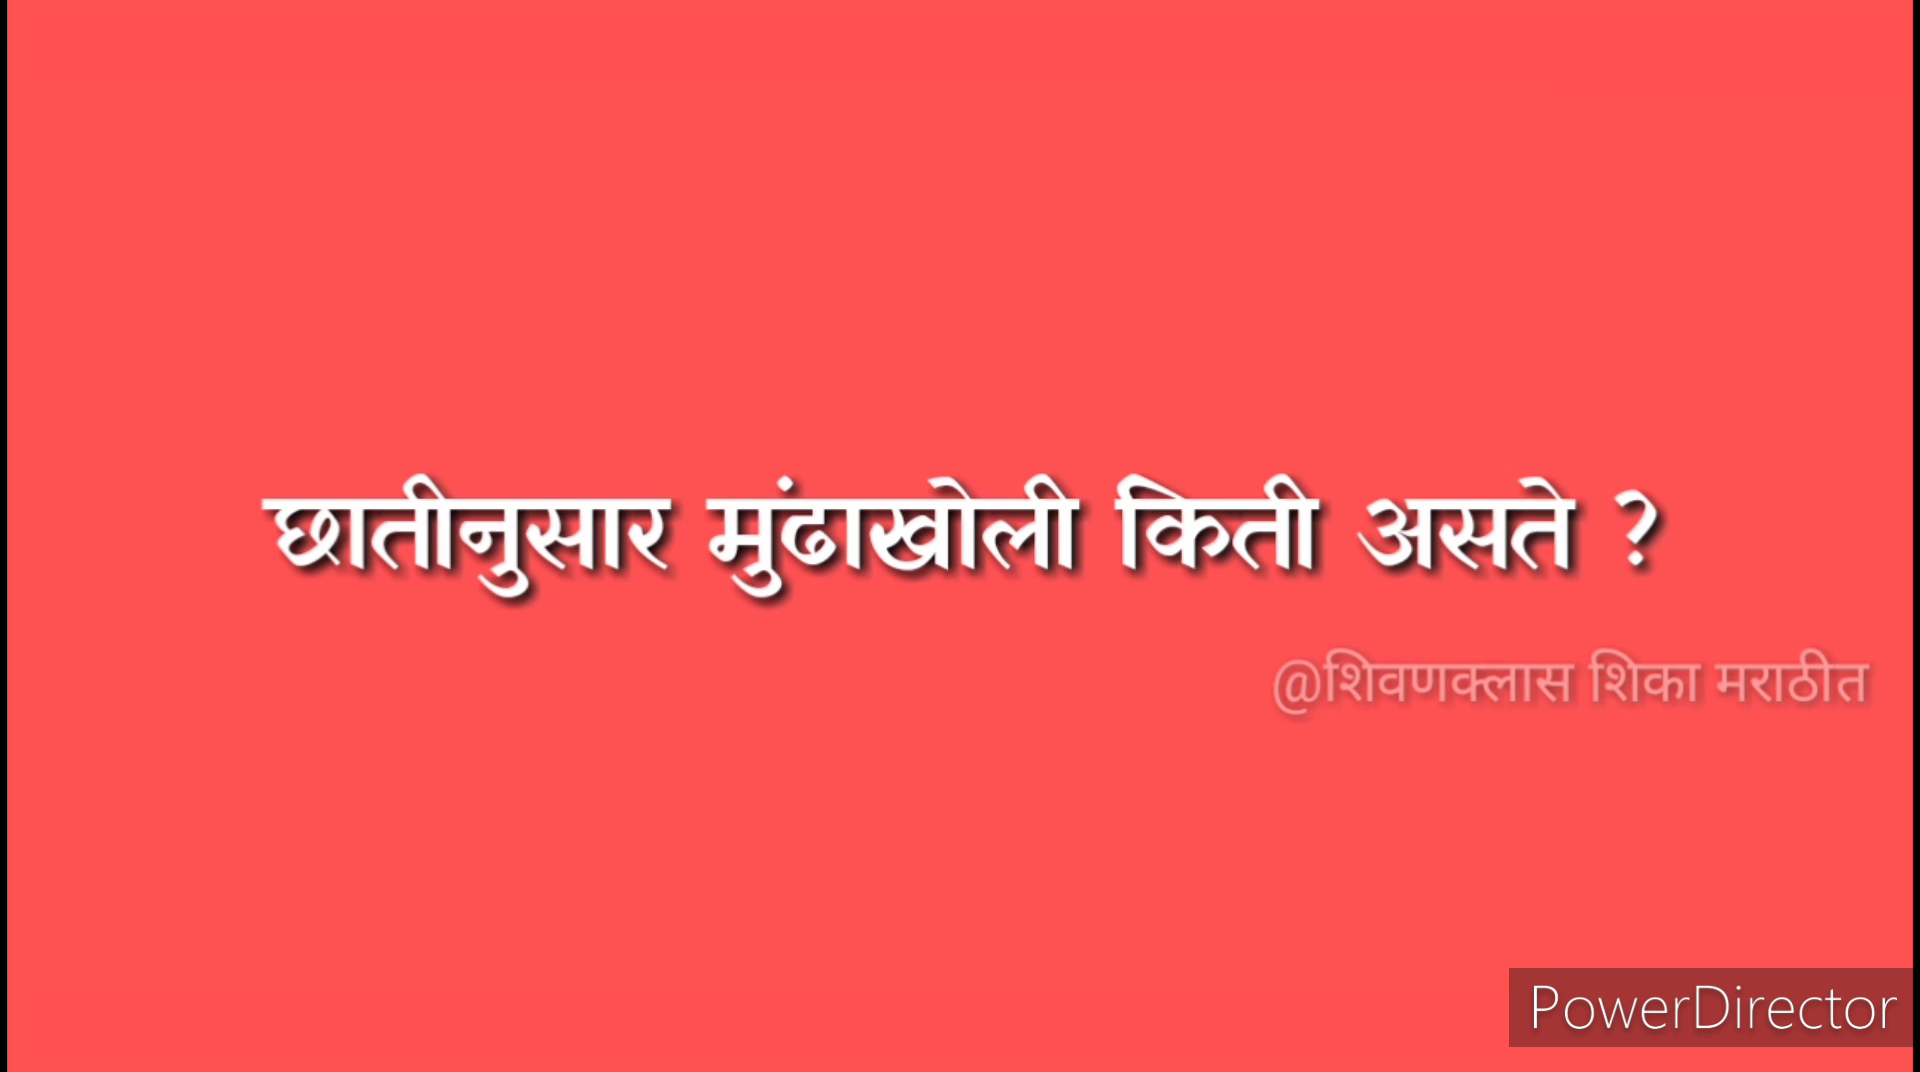 छातीनुसार मुंढाखोली किती असते ?
@शिवणक्लास शिका मराठीत
PowerDirector